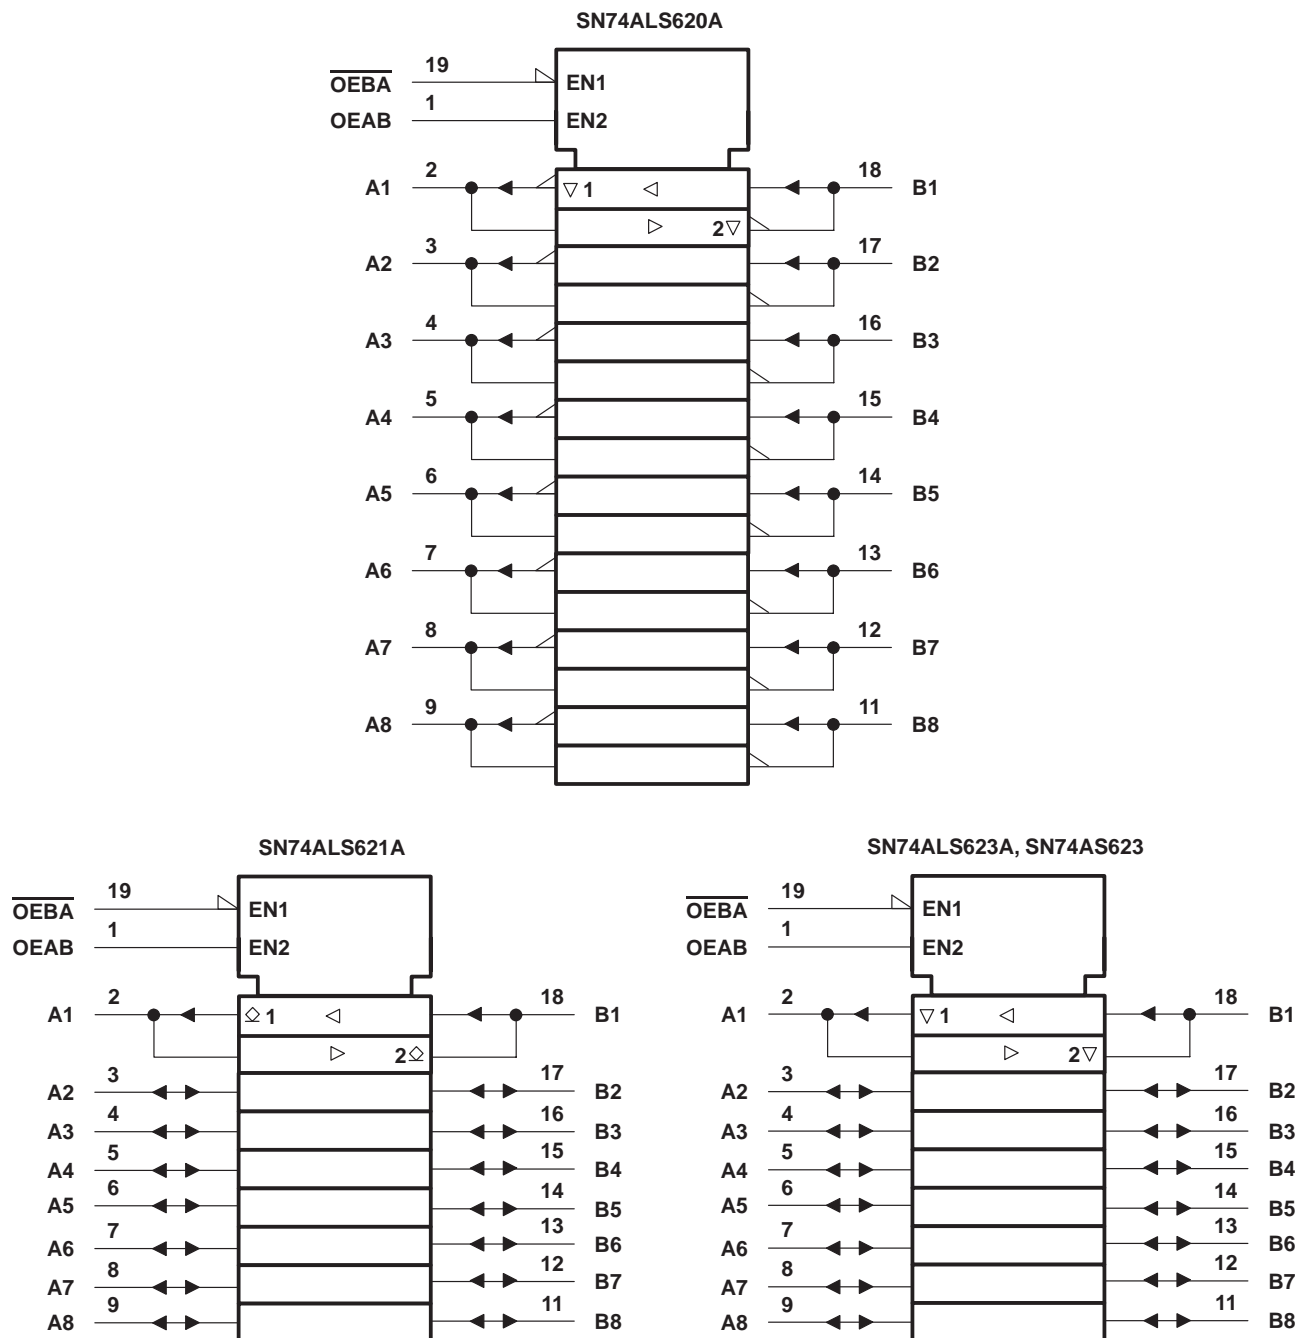 SN74ALS620A
19
OEBA
EN1
1
OEAB
EN2
2
18
A1
▽ 1
◁
B1
▷
2▽
3
17
A2
B2
4
16
A3
B3
5
15
A4
B4
6
14
A5
B5
7
13
A6
B6
8
12
A7
B7
9
11
A8
B8
SN74ALS621A
19
OEBA
EN1
1
OEAB
EN2
2
18
A1
1
◁
B1
▷
2
3
17
A2
B2
4
16
A3
B3
5
15
A4
B4
6
14
A5
B5
7
13
A6
B6
8
12
A7
B7
9
11
A8
B8
SN74ALS623A, SN74AS623
19
OEBA
EN1
1
OEAB
EN2
2
18
A1
▽ 1
◁
B1
▷
2▽
3
17
A2
B2
4
16
A3
B3
5
15
A4
B4
6
14
A5
B5
7
13
A6
B6
8
12
A7
B7
9
11
A8
B8